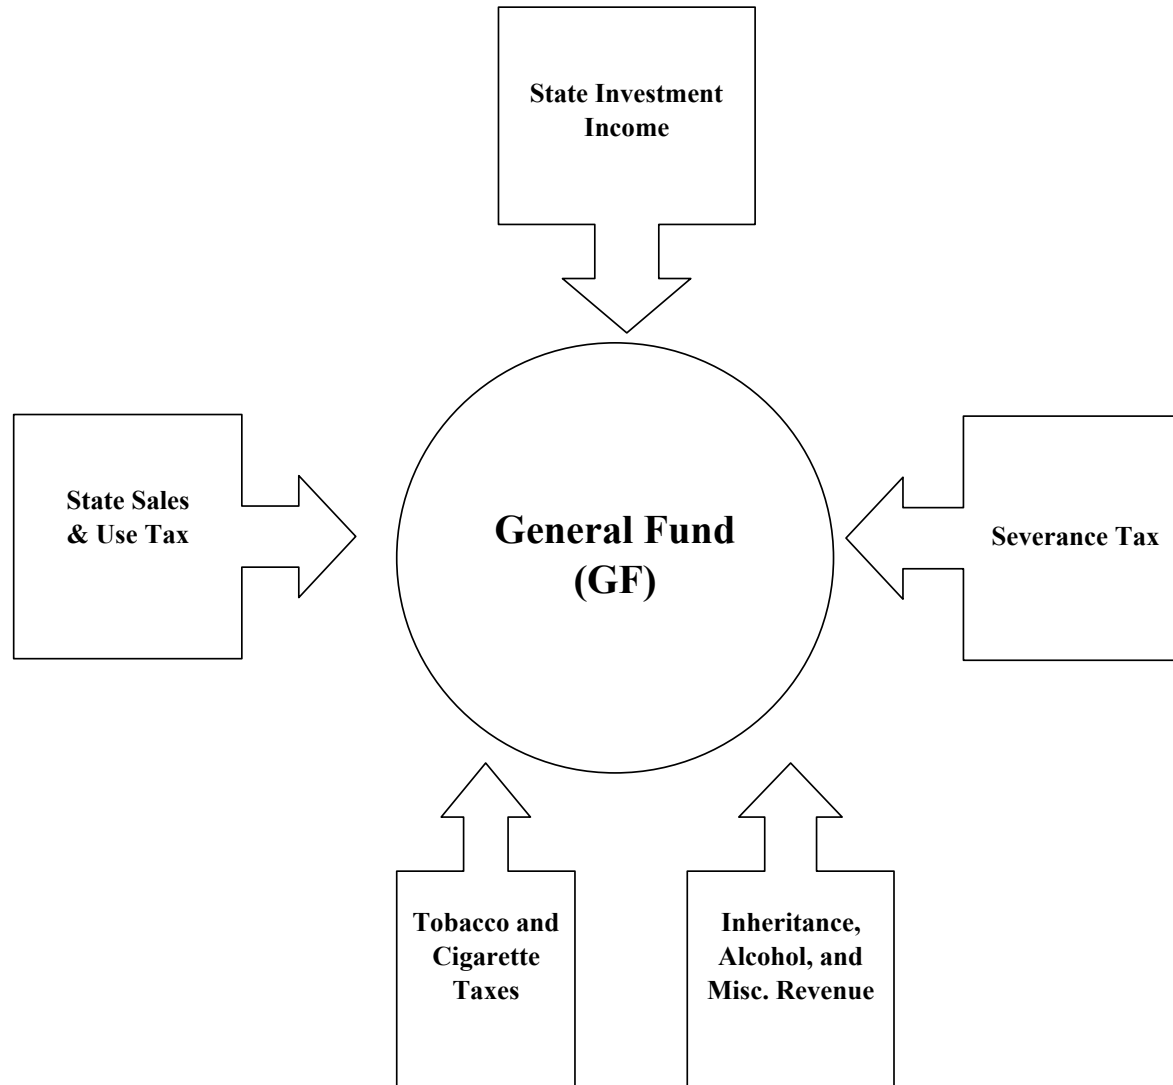 State Investment
Income
State Sales
& Use Tax
General Fund
(GF)
Severance Tax
Tobacco and
Cigarette
Taxes
Inheritance,
Alcohol, and
Misc. Revenue